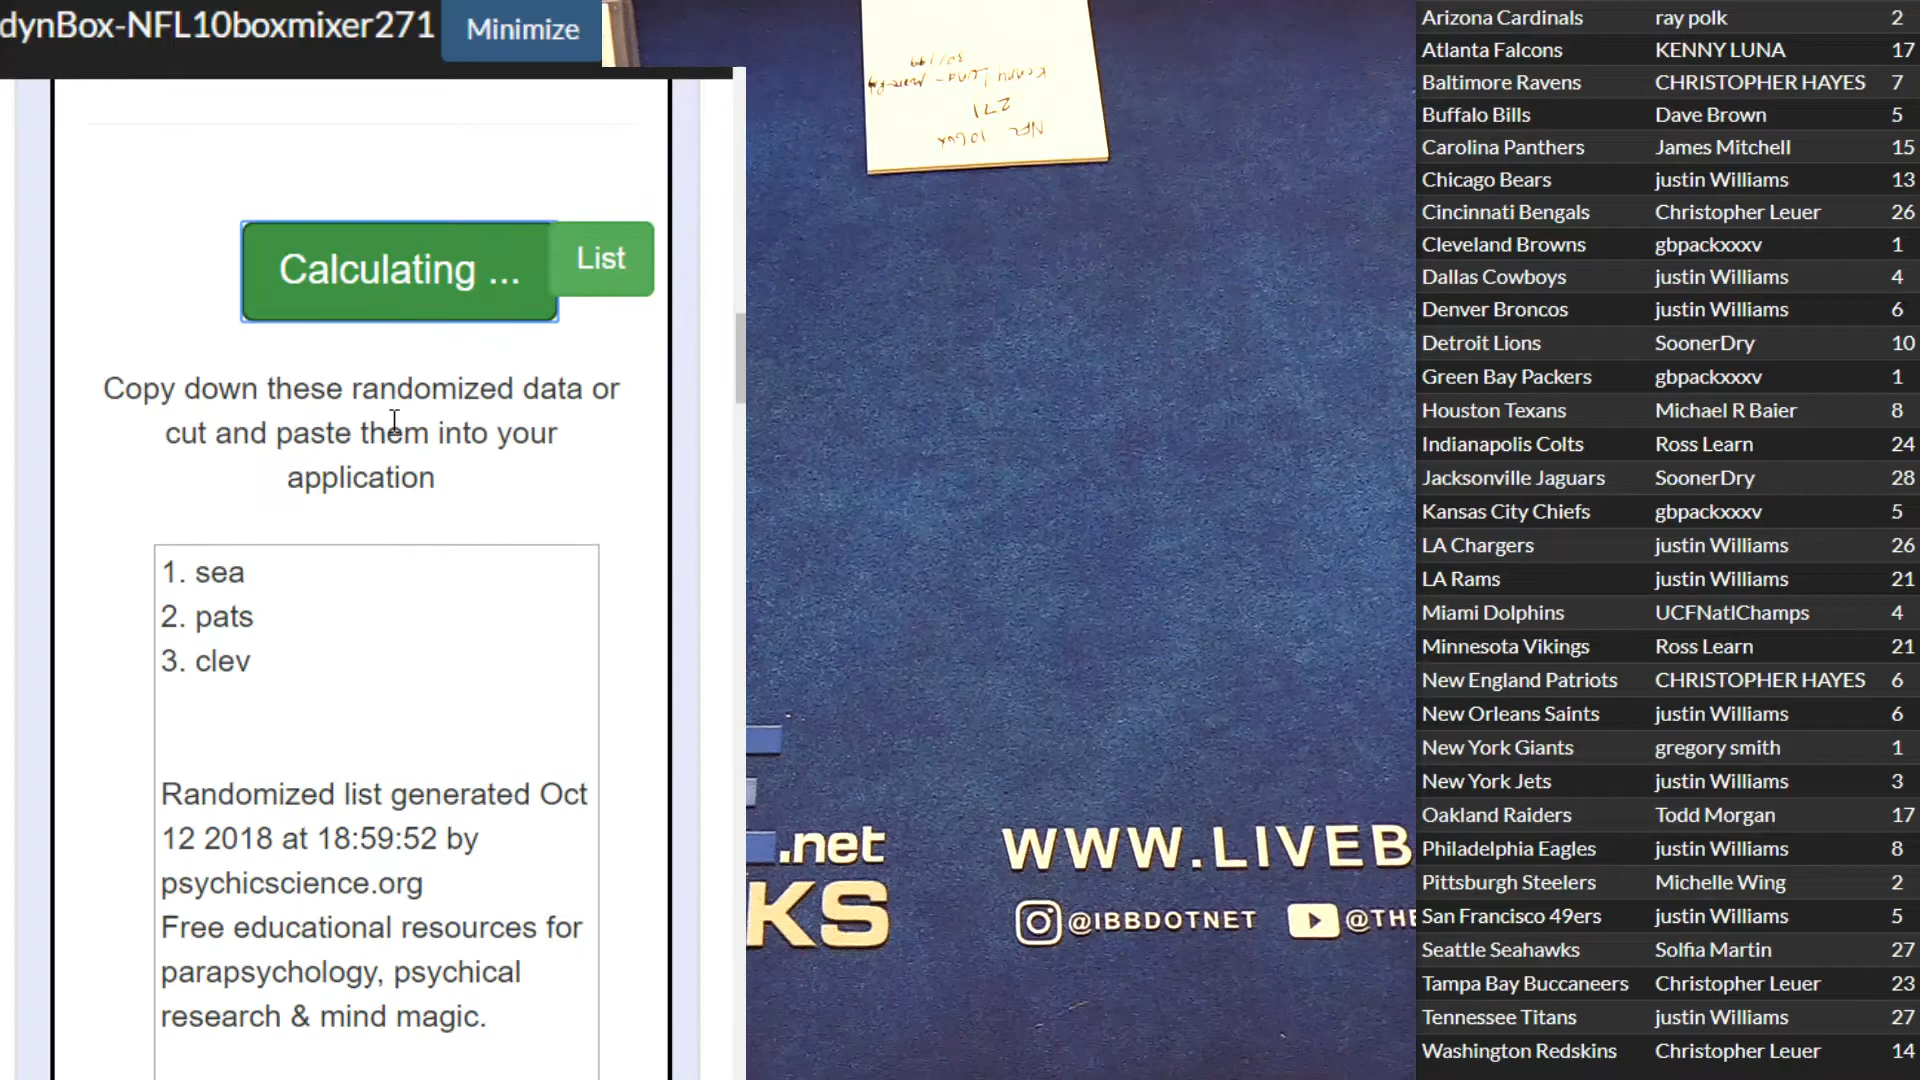 dynBox-NFL10boxmixer271
Minimize
Calculating ...
List
Copy down these randomized data or
cut and paste them into your
application
1. sea
2. pats
3. clev
Randomized list generated Oct
12 2018 at 18:59:52 by
psychicscience.org
Free educational resources for
parapsychology, psychical
research & mind magic.
NFL 10 box
271
Kenny Luna -
.net
KS
WWW.LIVEB
@IBBDOTNET
@THE
Arizona Cardinals ray polk 2
Atlanta Falcons KENNY LUNA 17
Baltimore Ravens CHRISTOPHER HAYES 7
Buffalo Bills Dave Brown 5
Carolina Panthers James Mitchell 15
Chicago Bears justin Williams 13
Cincinnati Bengals Christopher Leuer 26
Cleveland Browns gbpackxxxv 1
Dallas Cowboys justin Williams 4
Denver Broncos justin Williams 6
Detroit Lions SoonerDry 10
Green Bay Packers gbpackxxxv 1
Houston Texans Michael R Baier 8
Indianapolis Colts Ross Learn 24
Jacksonville Jaguars SoonerDry 28
Kansas City Chiefs gbpackxxxv 5
LA Chargers justin Williams 26
LA Rams justin Williams 21
Miami Dolphins UCFNatlChamps 4
Minnesota Vikings Ross Learn 21
New England Patriots CHRISTOPHER HAYES 6
New Orleans Saints justin Williams 6
New York Giants gregory smith 1
New York Jets justin Williams 3
Oakland Raiders Todd Morgan 17
Philadelphia Eagles justin Williams 8
Pittsburgh Steelers Michelle Wing 2
San Francisco 49ers justin Williams 5
Seattle Seahawks Solfia Martin 27
Tampa Bay Buccaneers Christopher Leuer 23
Tennessee Titans justin Williams 27
Washington Redskins Christopher Leuer 14